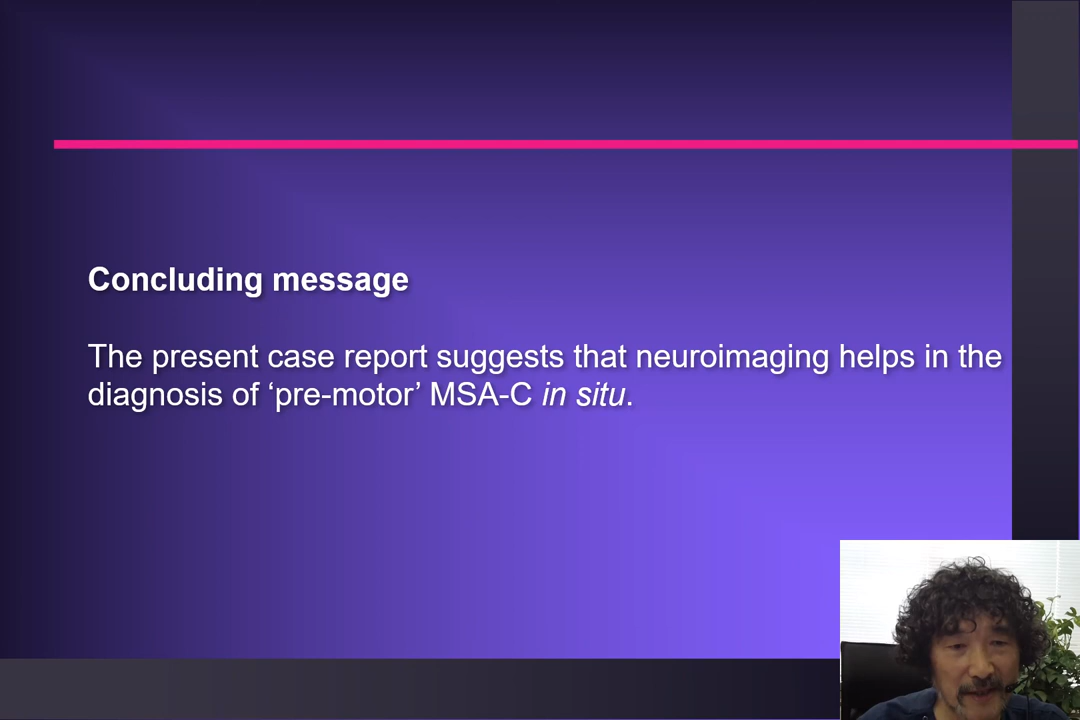 Concluding message
The present case report suggests that neuroimaging helps in the
diagnosis of ‘pre-motor’ MSA-C in situ.